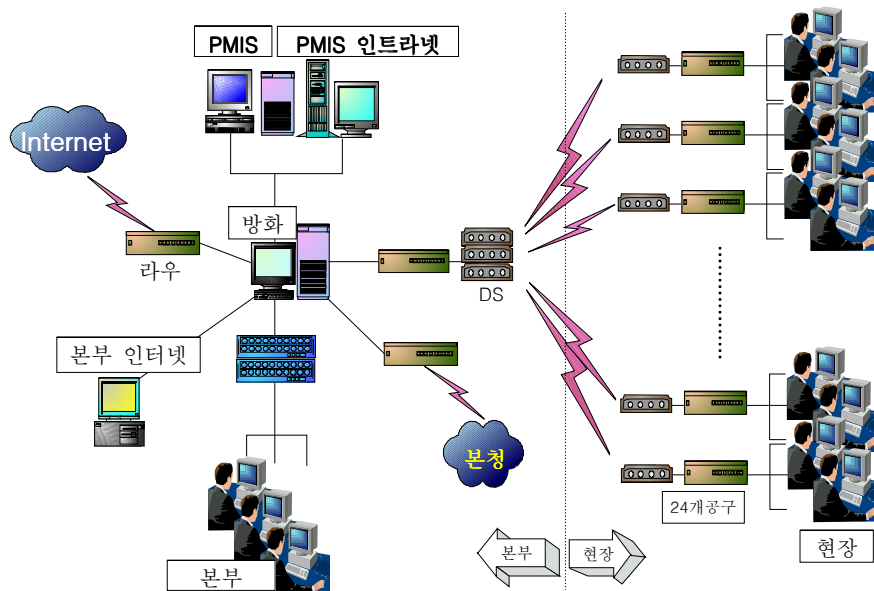 PMIS
PMIS 인트라넷
Internet
방화
라우
DS
본부 인터넷
본청
24개공구
본부
현장
본부
현장